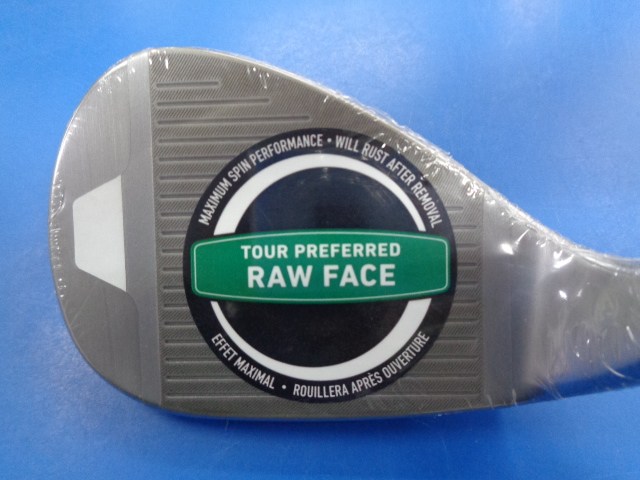 MAXIMUM SPIN PERFORMANCE • WILL RUST AFTER REMOVAL
TOUR PREFERRED
RAW FACE
EFFET MAXIMAL • ROUILLERA APRÈS OUVERTURE